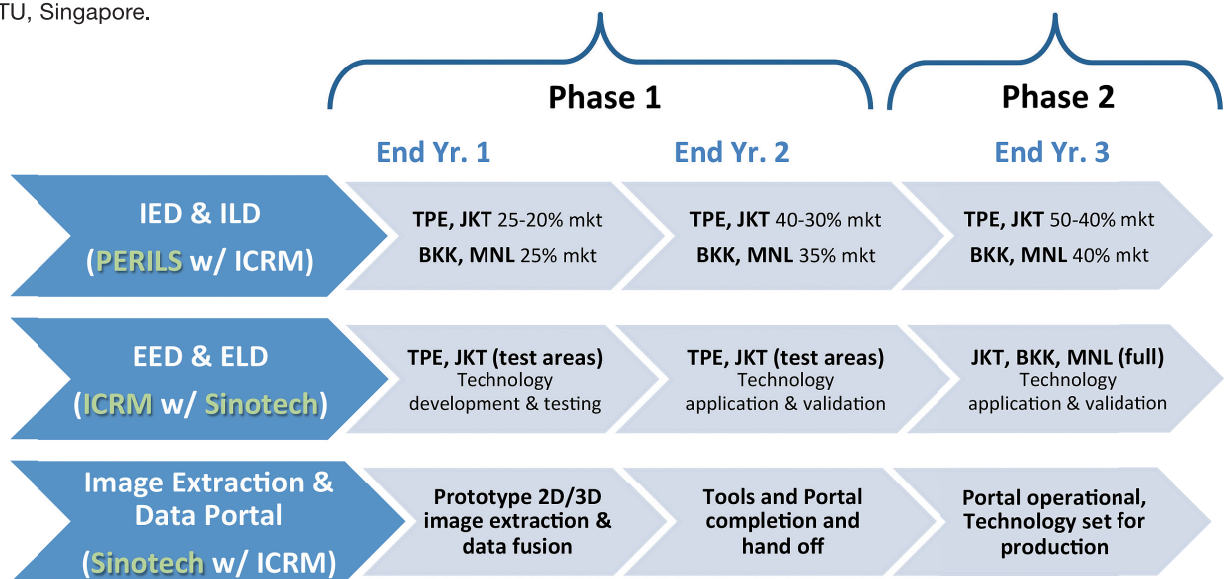 TU, Singapore.
Phase 1
Phase 2
End Yr. 1
End Yr. 2
End Yr. 3
IED & ILD
(PERILS w/ ICRM)
TPE, JKT 25-20% mkt
BKK, MNL 25% mkt
TPE, JKT 40-30% mkt
BKK, MNL 35% mkt
TPE, JKT 50-40% mkt
BKK, MNL 40% mkt
EED & ELD
(ICRM w/ Sinotech)
TPE, JKT (test areas)
Technology
development & testing
TPE, JKT (test areas)
Technology
application & validation
JKT, BKK, MNL (full)
Technology
application & validation
Image Extraction &
Data Portal
(Sinotech w/ ICRM)
Prototype 2D/3D
image extraction &
data fusion
Tools and Portal
completion and
hand off
Portal operational,
Technology set for
production